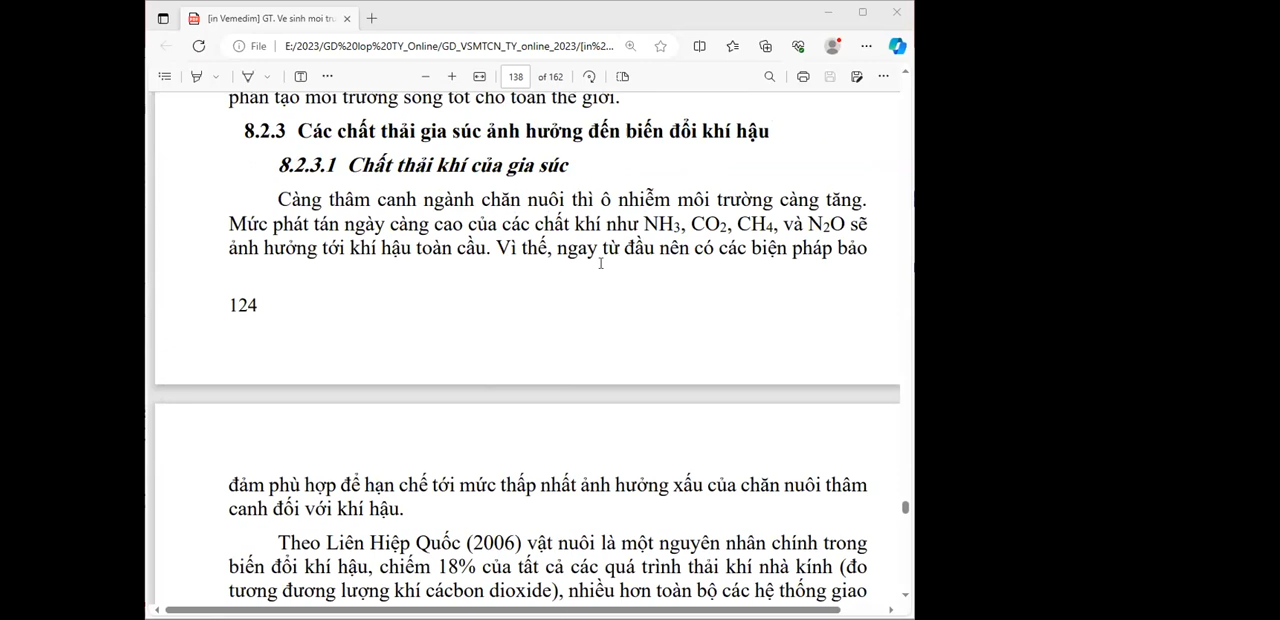 [in Vemedim] GT. Ve sinh moi tru
File
E:/2023/GD%20lop%20TY_Online/GD_VSMTCN_TY_online_2023/[in%2...
138 of 162
phần tạo môi trường sống tốt cho toàn thế giới.
8.2.3 Các chất thải gia súc ảnh hưởng đến biến đổi khí hậu
8.2.3.1 Chất thải khí của gia súc
Càng thâm canh ngành chăn nuôi thì ô nhiễm môi trường càng tăng.
Mức phát tán ngày càng cao của các chất khí như NH3, CO2, CH4, và N2O sẽ
ảnh hưởng tới khí hậu toàn cầu. Vì thế, ngay từ đầu nên có các biện pháp bảo
124
đảm phù hợp để hạn chế tới mức thấp nhất ảnh hưởng xấu của chăn nuôi thâm
canh đối với khí hậu.
Theo Liên Hiệp Quốc (2006) vật nuôi là một nguyên nhân chính trong
biến đổi khí hậu, chiếm 18% của tất cả các quá trình thải khí nhà kính (đo
tương đương lượng khí cácbon dioxide), nhiều hơn toàn bộ các hệ thống giao